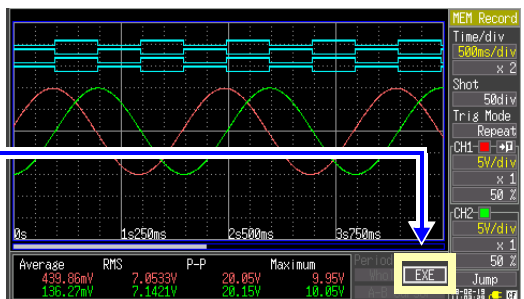 MEM Record
Time/div
500ms/div
x 2
Shot
50div
Trig Mode
Repeat
CH1-
5V/div
x 1
50 %
CH2-
5V/div
x 1
50 %
Jump
0s 1s250ms 2s500ms 3s750ms
Average RMS P-P Maximum Period
439.86mV 7.0533V 20.05V 9.95V Whol
136.27mV 7.1421V 20.15V 10.05V A-B
EXE